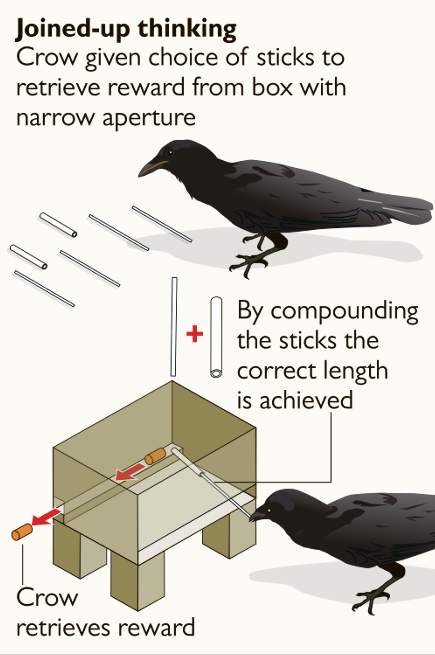 Joined-up thinking
Crow given choice of sticks to
retrieve reward from box with
narrow aperture
+
By compounding
the sticks the
correct length
is achieved
Crow
retrieves reward